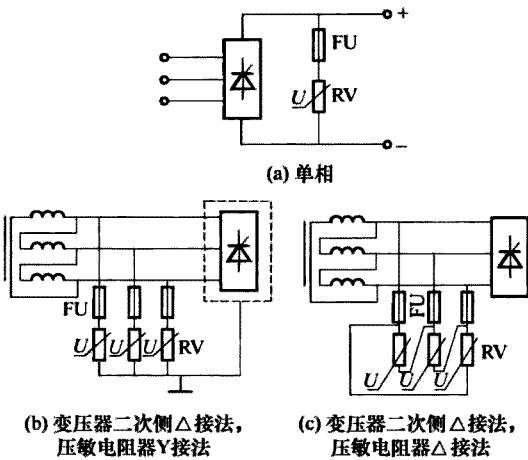 +
FU
U RV
−
(a) 单相
FU
U U U RV
(b) 变压器二次侧△接法，
压敏电阻器Y接法
FU
U U U RV
(c) 变压器二次侧△接法，
压敏电阻器△接法